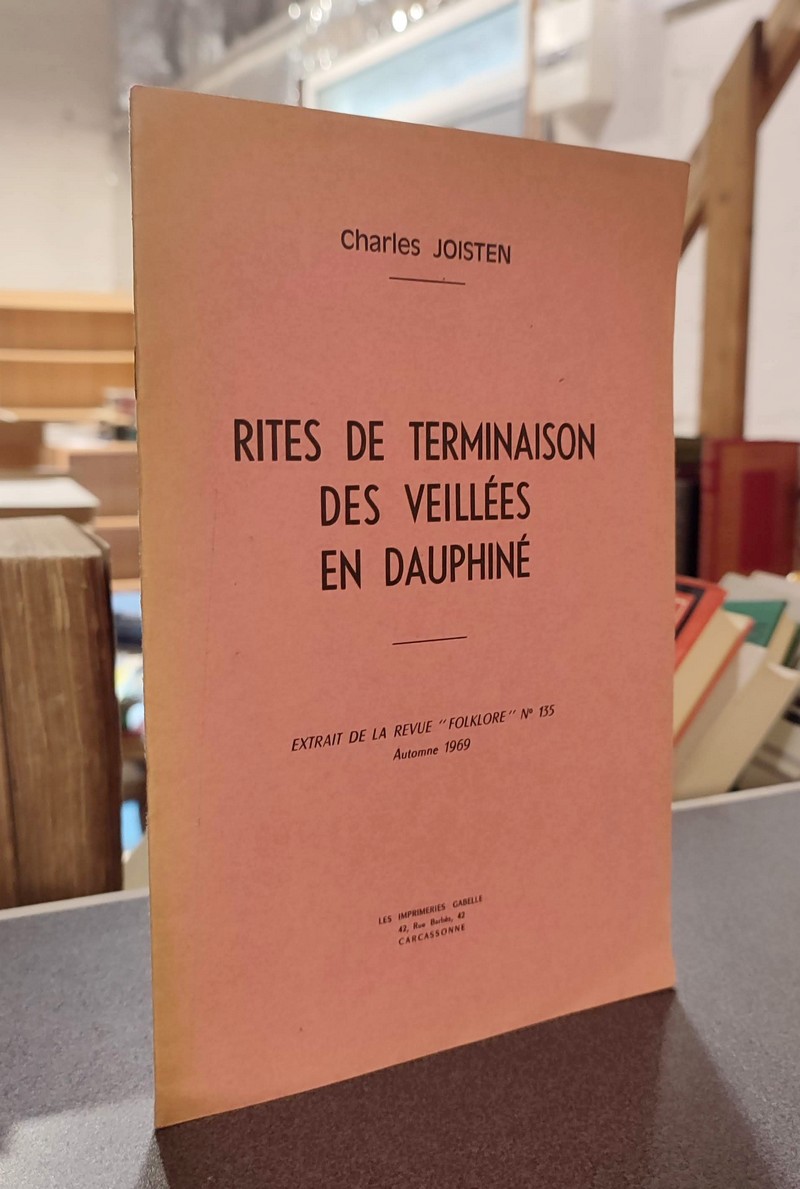 Charles JOISTEN
RITES DE TERMINAISON
DES VEILLÉES
EN DAUPHINÉ
EXTRAIT DE LA REVUE "FOLKLORE" Nº 135
Automne 1969
LES IMPRIMERIES GABELLE
42, Rue Barbès, 42
CARCASSONNE